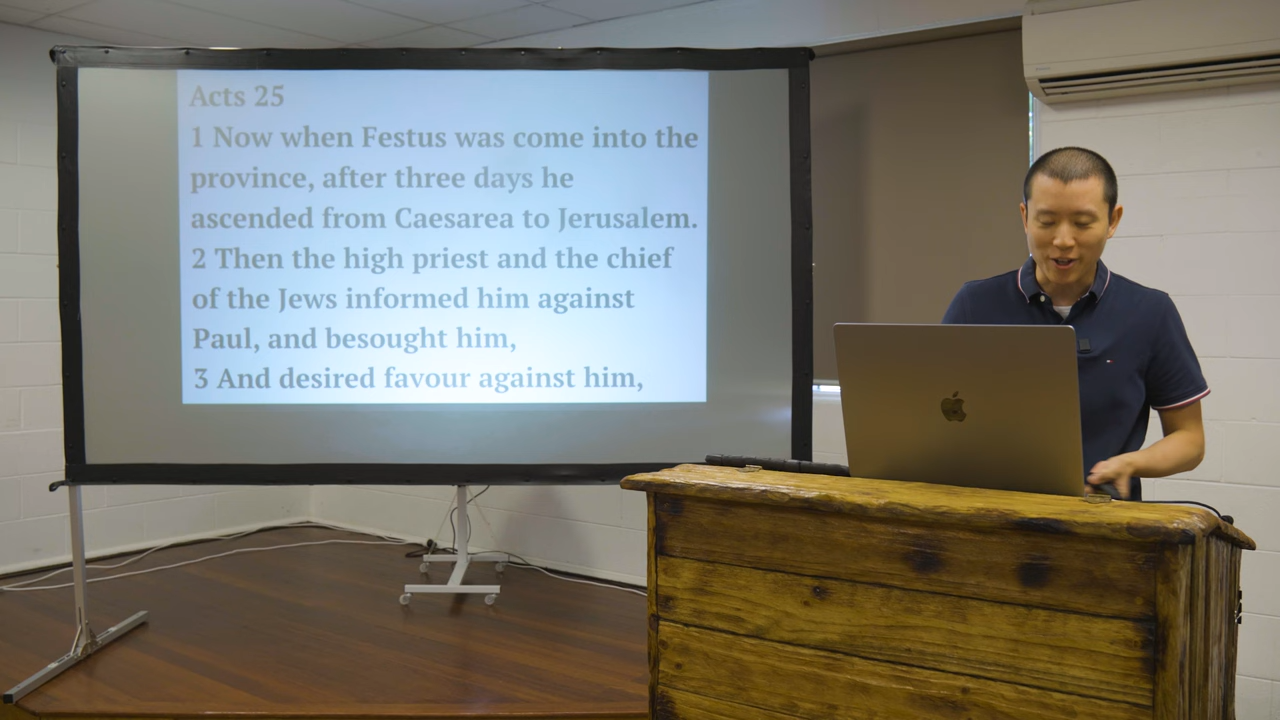 Acts 25
1 Now when Festus was come into the
province, after three days he
ascended from Caesarea to Jerusalem.
2 Then the high priest and the chief
of the Jews informed him against
Paul, and besought him,
3 And desired favour against him,